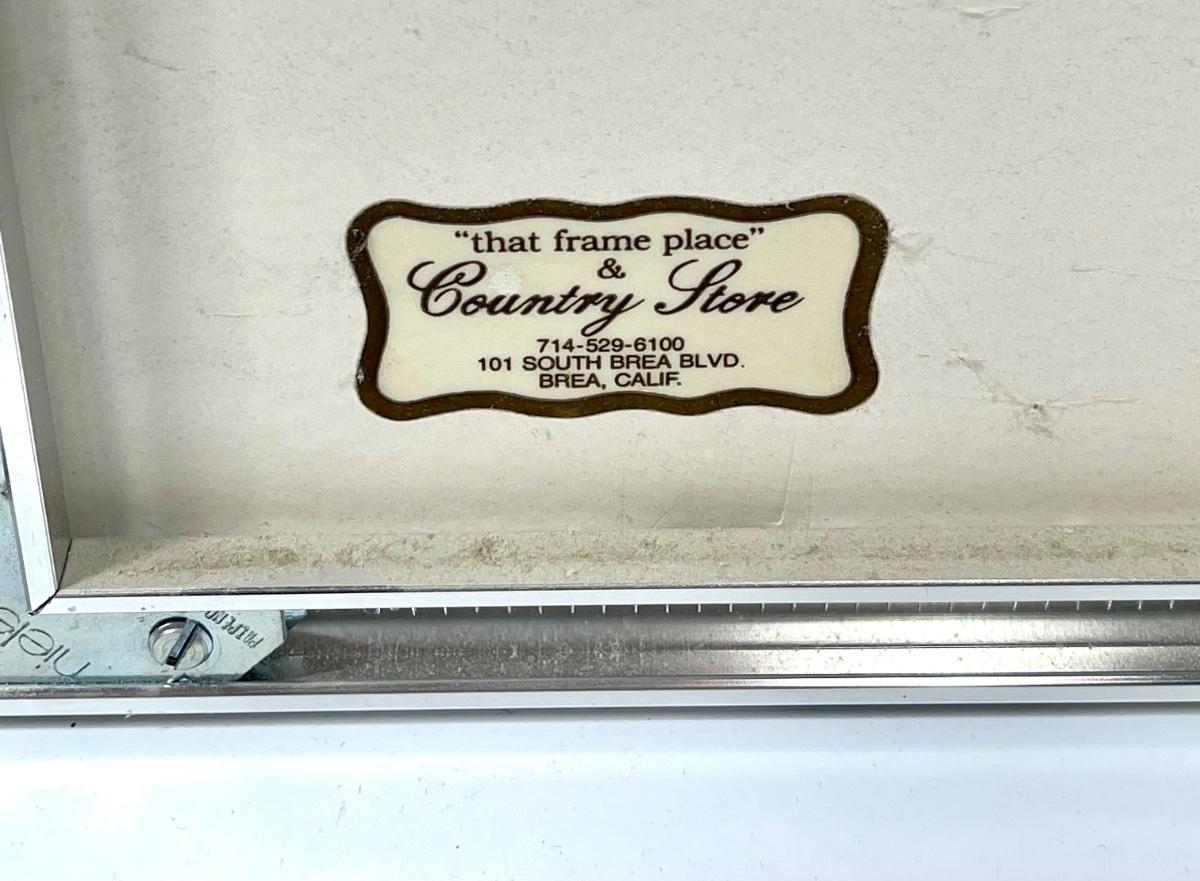 “that frame place”
&
Country Store
714-529-6100
101 SOUTH BREA BLVD.
BREA, CALIF.